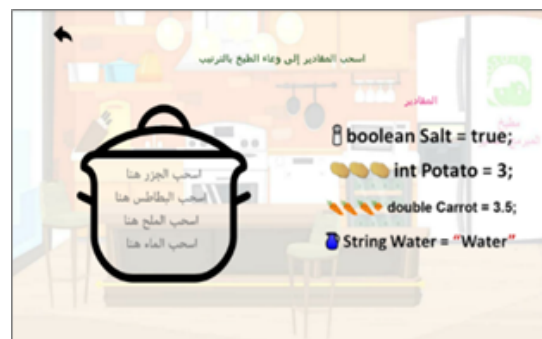 اسحب المقادير إلى وعاء الطبخ بالترتيب
المقادير
boolean Salt = true;
int Potato = 3;
double Carrot = 3.5;
String Water = “Water”
اسحب الجزر هنا
اسحب البطاطس هنا
اسحب الملح هنا
اسحب الماء هنا